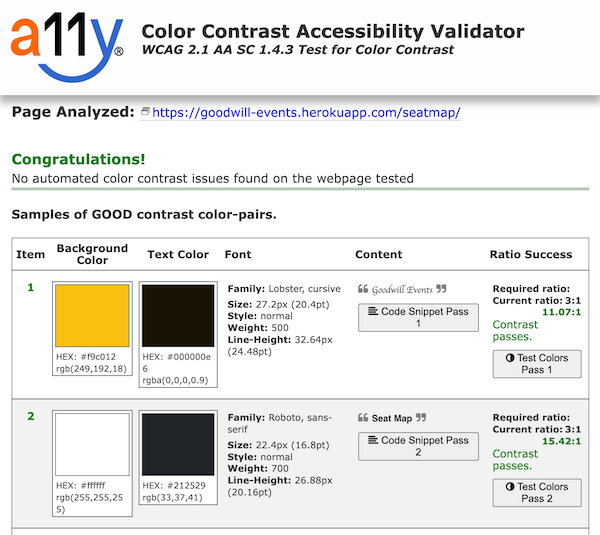 a11y®
Color Contrast Accessibility Validator
WCAG 2.1 AA SC 1.4.3 Test for Color Contrast
Page Analyzed: https://goodwill-events.herokuapp.com/seatmap/
Congratulations!
No automated color contrast issues found on the webpage tested
Samples of GOOD contrast color-pairs.
Item Background Color Text Color Font Content Ratio Success
1
HEX: #f9c012
rgb(249,192,18)
HEX: #000000e
6
rgba(0,0,0,0.9)
Family: Lobster, cursive
Size: 27.2px (20.4pt)
Style: normal
Weight: 500
Line-Height: 32.64px
(24.48pt)
❝ Goodwill Events ❞
Code Snippet Pass
1
Required ratio:
Current ratio: 3:1
11.07:1
Contrast
passes.
Test Colors
Pass 1
2
HEX: #ffffff
rgb(255,255,25
5)
HEX: #212529
rgb(33,37,41)
Family: Roboto, sans-
serif
Size: 22.4px (16.8pt)
Style: normal
Weight: 700
Line-Height: 26.88px
(20.16pt)
❝ Seat Map ❞
Code Snippet Pass
2
Required ratio:
Current ratio: 3:1
15.42:1
Contrast
passes.
Test Colors
Pass 2